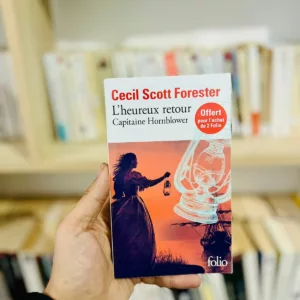 Cecil Scott Forester
L'heureux retour
Capitaine Hornblower
Offert
pour l'achat
de 2 Folio
folio